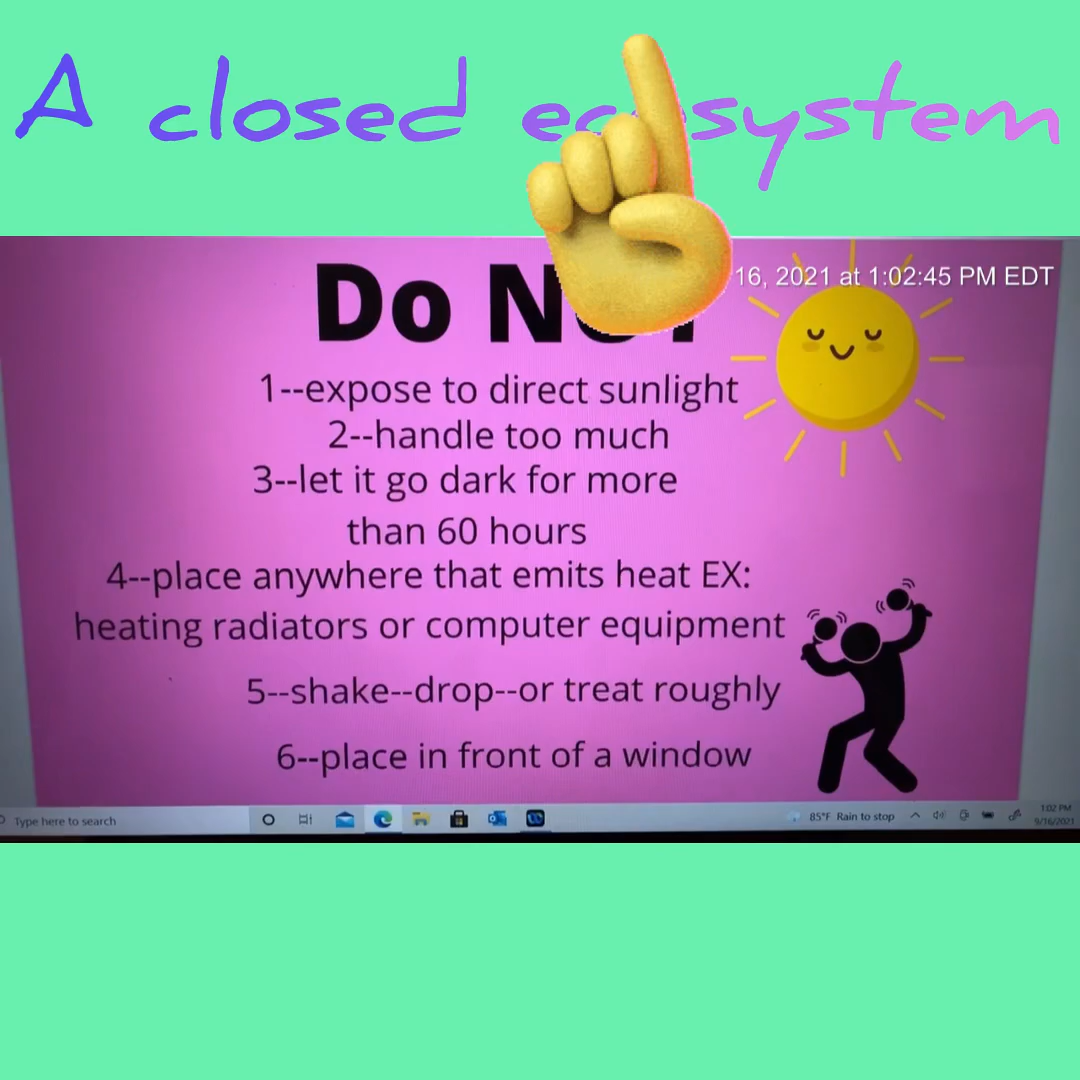 A closed ecosystem
Do NOT
16, 2021 at 1:02:45 PM EDT
1--expose to direct sunlight
2--handle too much
3--let it go dark for more
than 60 hours
4--place anywhere that emits heat EX:
heating radiators or computer equipment
5--shake--drop--or treat roughly
6--place in front of a window
Type here to search
85°F Rain to stop
1:02 PM
9/16/2021